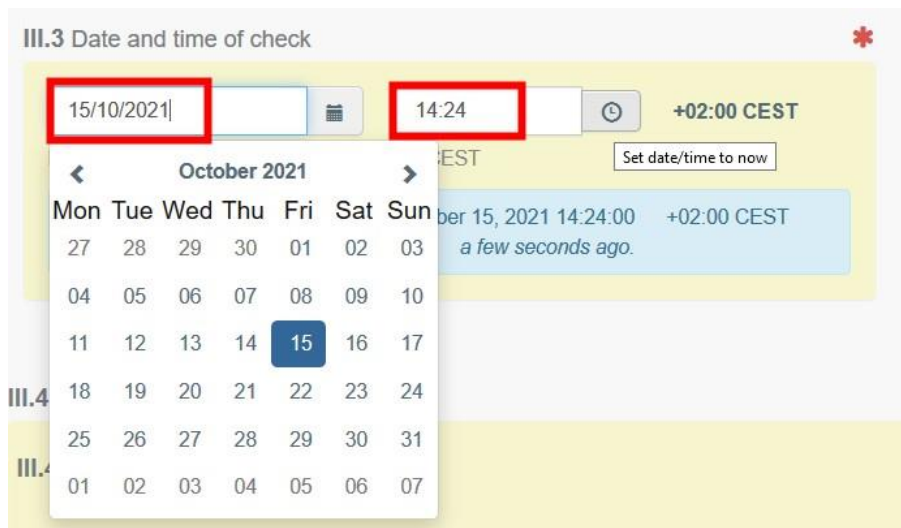 III.3 Date and time of check *
15/10/2021 14:24 +02:00 CEST
CEST Set date/time to now
October 2021
Mon Tue Wed Thu Fri Sat Sun
ber 15, 2021 14:24:00 +02:00 CEST
27 28 29 30 01 02 03
a few seconds ago.
04 05 06 07 08 09 10
11 12 13 14 15 16 17
18 19 20 21 22 23 24
III.4
25 26 27 28 29 30 31
III.4
01 02 03 04 05 06 07